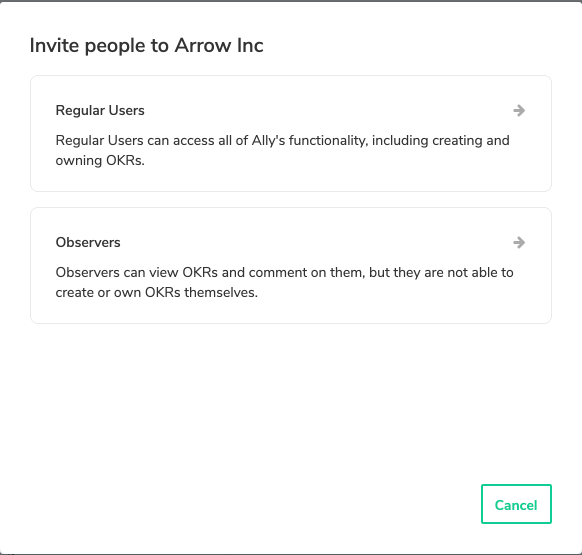 Invite people to Arrow Inc
Regular Users
Regular Users can access all of Ally's functionality, including creating and
owning OKRs.
Observers
Observers can view OKRs and comment on them, but they are not able to
create or own OKRs themselves.
Cancel